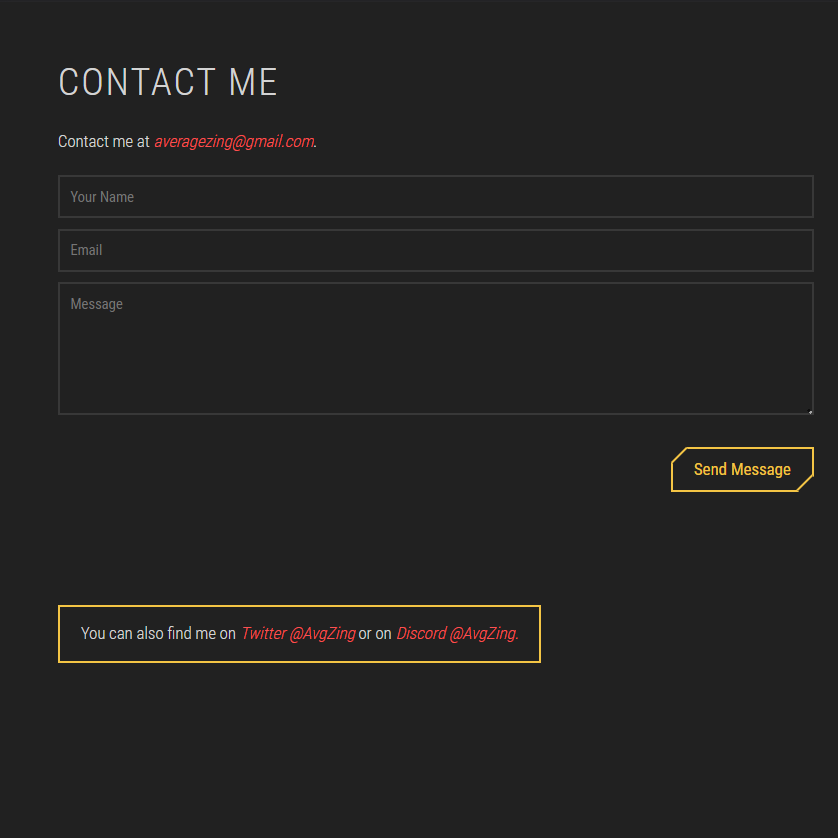 CONTACT ME
Contact me at averagezing@gmail.com.
Your Name
Email
Message
Send Message
You can also find me on Twitter @AvgZing or on Discord @AvgZing.